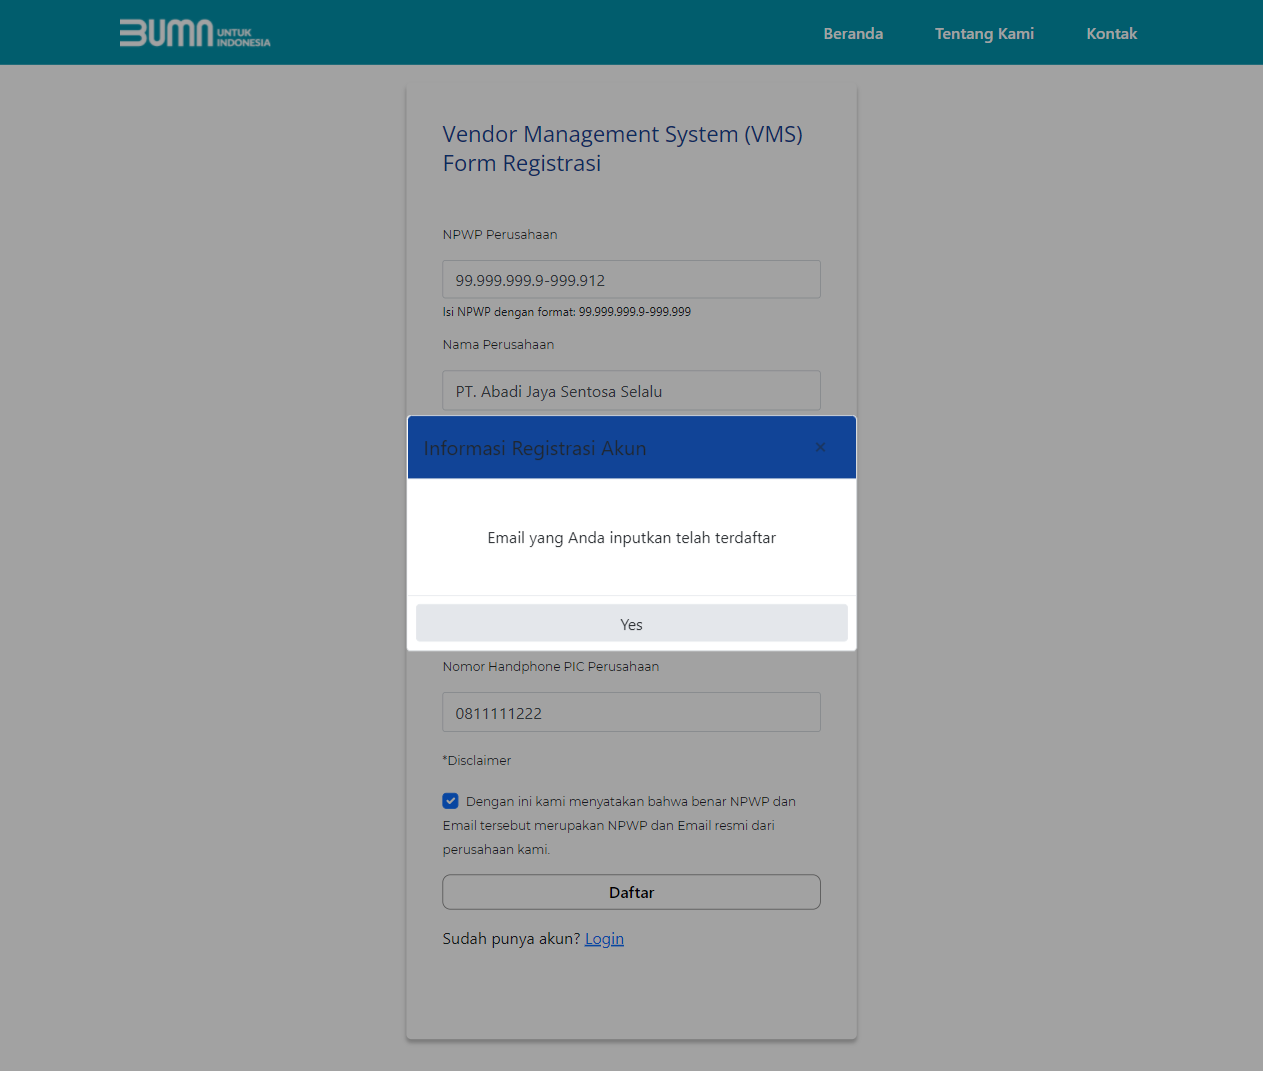 BUMN UNTUK INDONESIA
Beranda
Tentang Kami
Kontak
Vendor Management System (VMS)
Form Registrasi
NPWP Perusahaan
99.999.999.9-999.912
Isi NPWP dengan format: 99.999.999.9-999.999
Nama Perusahaan
PT. Abadi Jaya Sentosa Selalu
Informasi Registrasi Akun
×
Email yang Anda inputkan telah terdaftar
Yes
Nomor Handphone PIC Perusahaan
0811111222
*Disclaimer
Dengan ini kami menyatakan bahwa benar NPWP dan
Email tersebut merupakan NPWP dan Email resmi dari
perusahaan kami.
Daftar
Sudah punya akun? Login